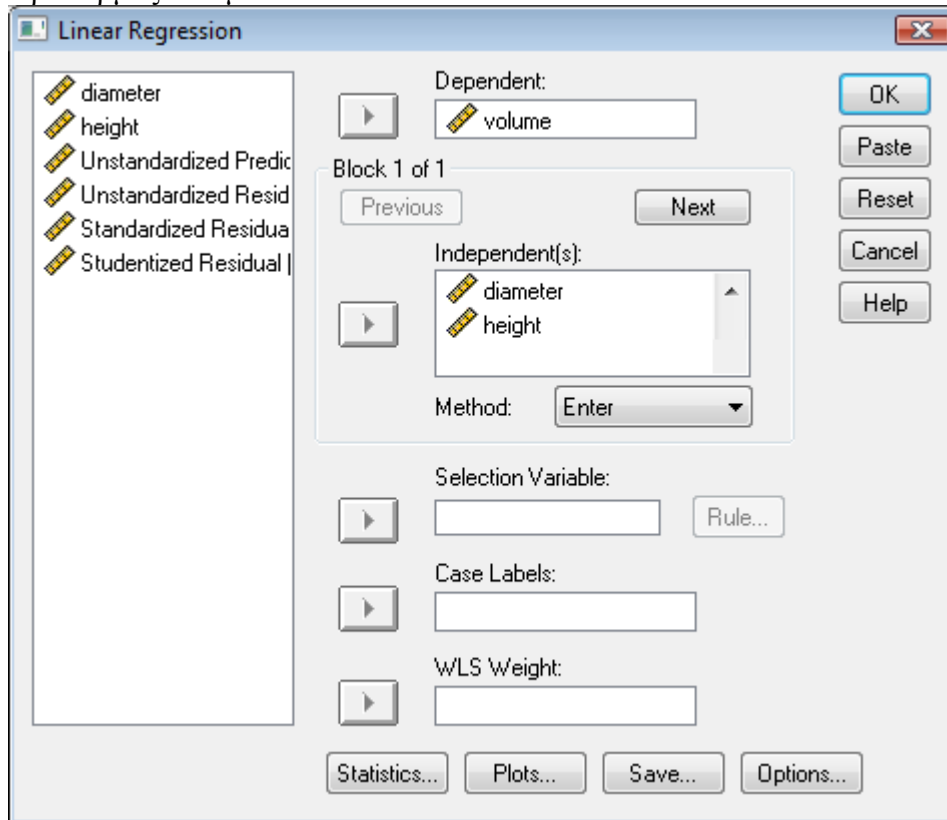 Linear Regression
diameter
height
Unstandardized Predic
Unstandardized Resid
Standardized Residua
Studentized Residual |
Dependent:
volume
Block 1 of 1
Previous
Next
Independent(s):
diameter
height
Method:
Enter
Selection Variable:
Rule...
Case Labels:
WLS Weight:
OK
Paste
Reset
Cancel
Help
Statistics...
Plots...
Save...
Options...